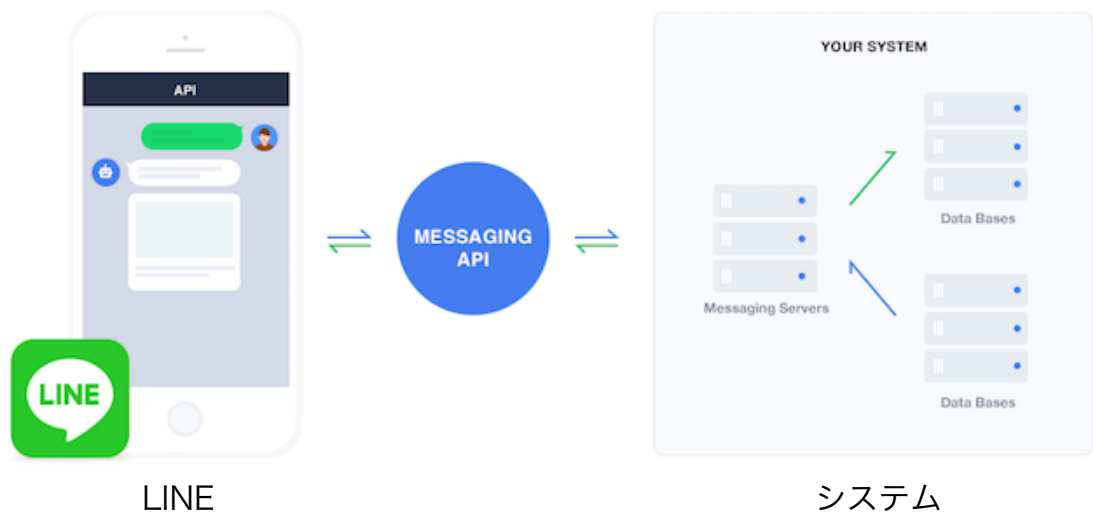 API
MESSAGING
API
YOUR SYSTEM
Data Bases
Messaging Servers
Data Bases
LINE
LINE
システム